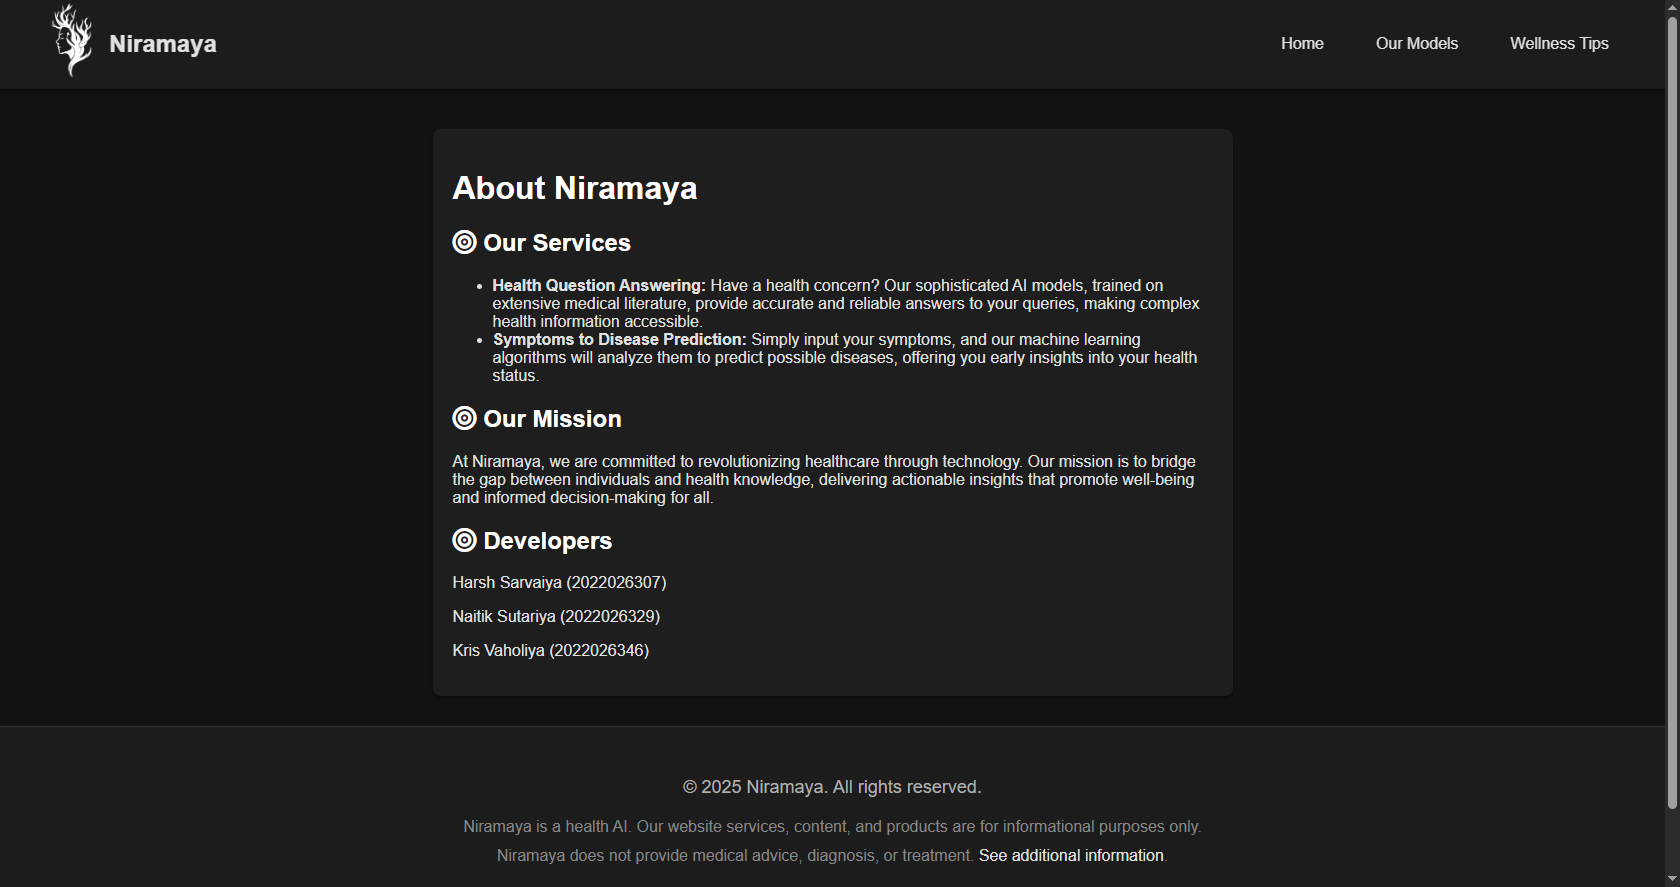 Niramaya
Home
Our Models
Wellness Tips
About Niramaya
Our Services
Health Question Answering: Have a health concern? Our sophisticated AI models, trained on
extensive medical literature, provide accurate and reliable answers to your queries, making complex
health information accessible.
Symptoms to Disease Prediction: Simply input your symptoms, and our machine learning
algorithms will analyze them to predict possible diseases, offering you early insights into your health
status.
Our Mission
At Niramaya, we are committed to revolutionizing healthcare through technology. Our mission is to bridge
the gap between individuals and health knowledge, delivering actionable insights that promote well-being
and informed decision-making for all.
Developers
Harsh Sarvaiya (2022026307)
Naitik Sutariya (2022026329)
Kris Vaholiya (2022026346)
© 2025 Niramaya. All rights reserved.
Niramaya is a health AI. Our website services, content, and products are for informational purposes only.
Niramaya does not provide medical advice, diagnosis, or treatment. See additional information.